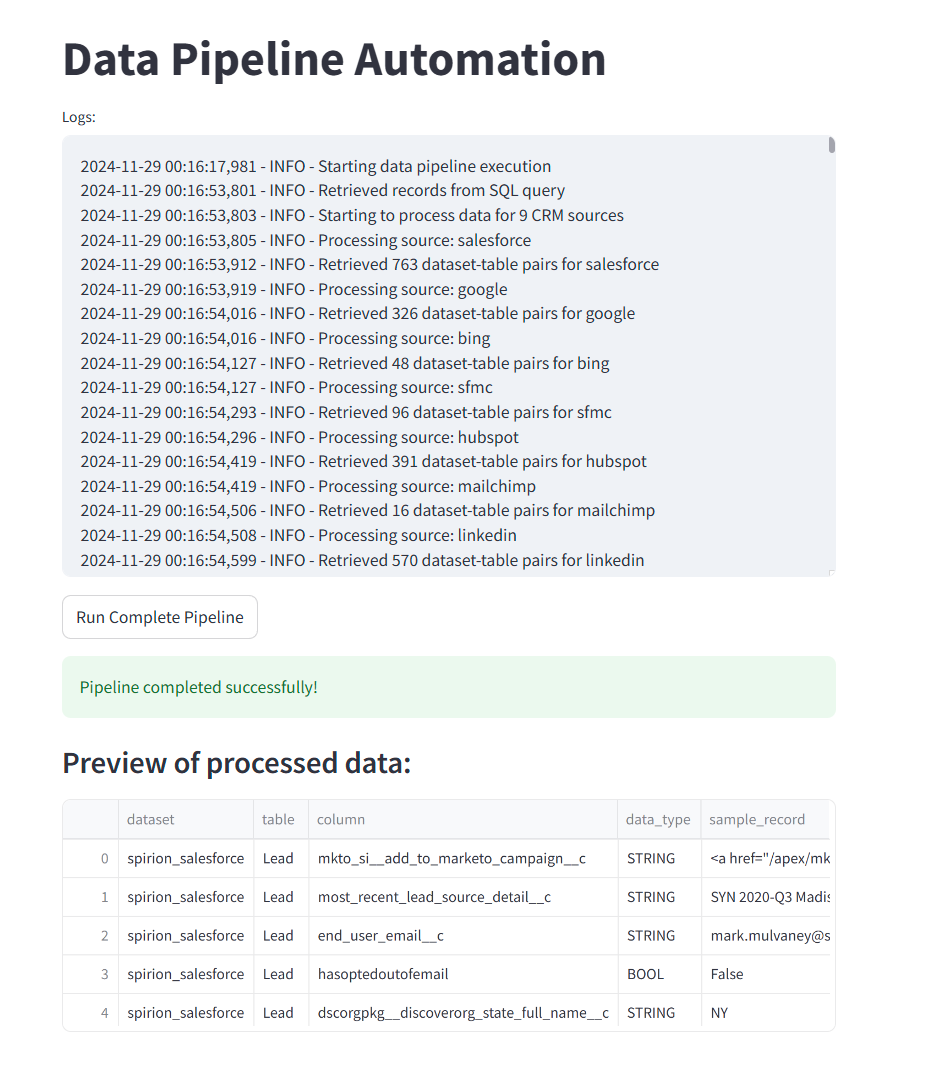 Data Pipeline Automation
Logs:
2024-11-29 00:16:17,981 - INFO - Starting data pipeline execution
2024-11-29 00:16:53,801 - INFO - Retrieved records from SQL query
2024-11-29 00:16:53,803 - INFO - Starting to process data for 9 CRM sources
2024-11-29 00:16:53,805 - INFO - Processing source: salesforce
2024-11-29 00:16:53,912 - INFO - Retrieved 763 dataset-table pairs for salesforce
2024-11-29 00:16:53,919 - INFO - Processing source: google
2024-11-29 00:16:54,016 - INFO - Retrieved 326 dataset-table pairs for google
2024-11-29 00:16:54,016 - INFO - Processing source: bing
2024-11-29 00:16:54,127 - INFO - Retrieved 48 dataset-table pairs for bing
2024-11-29 00:16:54,127 - INFO - Processing source: sfmc
2024-11-29 00:16:54,293 - INFO - Retrieved 96 dataset-table pairs for sfmc
2024-11-29 00:16:54,296 - INFO - Processing source: hubspot
2024-11-29 00:16:54,419 - INFO - Retrieved 391 dataset-table pairs for hubspot
2024-11-29 00:16:54,419 - INFO - Processing source: mailchimp
2024-11-29 00:16:54,506 - INFO - Retrieved 16 dataset-table pairs for mailchimp
2024-11-29 00:16:54,508 - INFO - Processing source: linkedin
2024-11-29 00:16:54,599 - INFO - Retrieved 570 dataset-table pairs for linkedin
Run Complete Pipeline
Pipeline completed successfully!
Preview of processed data:
dataset table column data_type sample_record
0 spirion_salesforce Lead mkto_si__add_to_marketo_campaign__c STRING <a href="/apex/mk
1 spirion_salesforce Lead most_recent_lead_source_detail__c STRING SYN 2020-Q3 Madis
2 spirion_salesforce Lead end_user_email__c STRING mark.mulvaney@s
3 spirion_salesforce Lead hasoptedoutofemail BOOL False
4 spirion_salesforce Lead dscorgpkg__discoverorg_state_full_name__c STRING NY